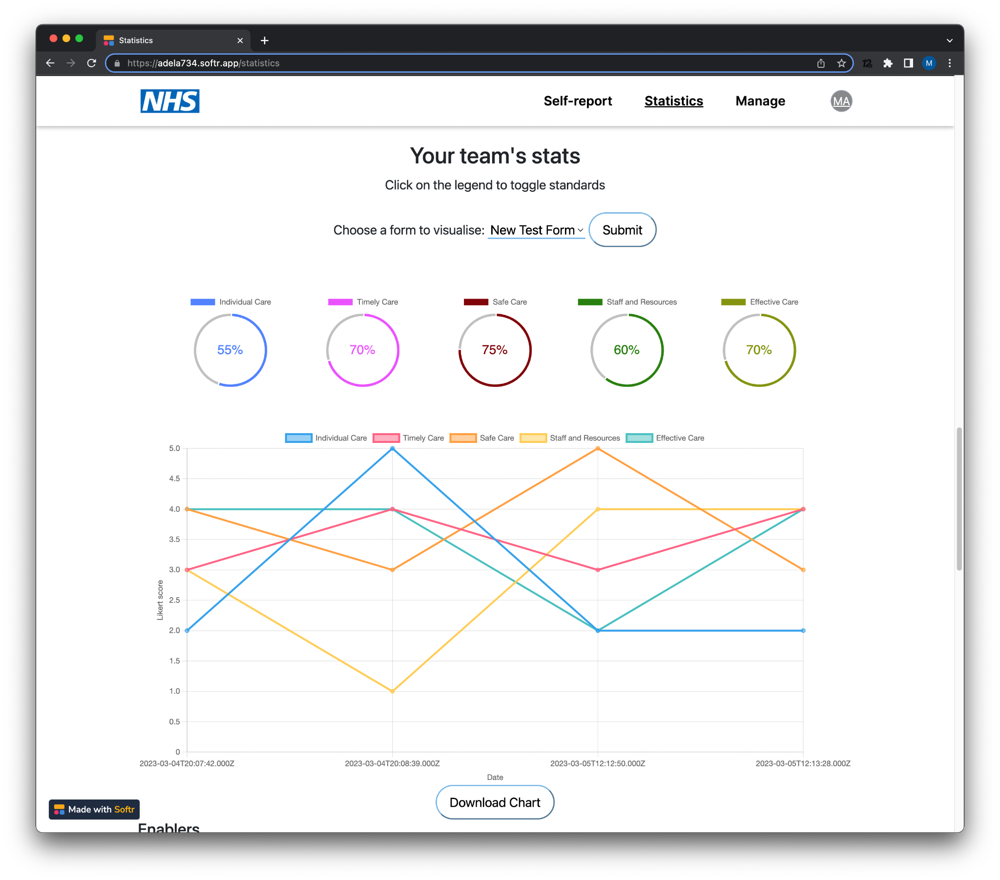 Statistics
https://adela734.softr.app/statistics
M
NHS
Self-report Statistics Manage MA
Your team's stats
Click on the legend to toggle standards
Choose a form to visualise: New Test Form Submit
Individual Care Timely Care Safe Care Staff and Resources Effective Care
55% 70% 75% 60% 70%
Individual Care Timely Care Safe Care Staff and Resources Effective Care
5.0
4.5
4.0
3.5
3.0
2.5
2.0
1.5
1.0
0.5
0
Likert score
2023-03-04T20:07:42.000Z 2023-03-04T20:08:39.000Z 2023-03-05T12:12:50.000Z 2023-03-05T12:13:28.000Z
Date
Download Chart
Made with Softr
Enablers